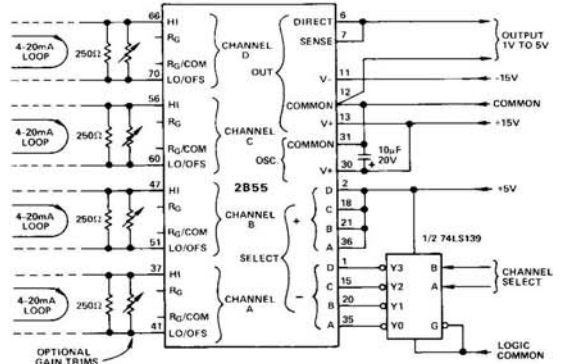 66
HI
DIRECT
6
4-20mA
LOOP
250Ω
RG
CHANNEL
D
SENSE
7
OUTPUT
1V TO 5V
RG/COM
OUT
70
LO/OFS
V-
11
-15V
12
56
HI
COMMON
COMMON
4-20mA
LOOP
250Ω
RG
CHANNEL
C
V+
13
+15V
31
RG/COM
COMMON
OSC.
10µF
20V
+
60
LO/OFS
V+
30
47
HI
2B55
D
2
+5V
4-20mA
LOOP
250Ω
RG
CHANNEL
B
+
C
18
B
21
RG/COM
A
36
1/2 74LS139
51
LO/OFS
SELECT
37
HI
D
1
Y3
B
CHANNEL
SELECT
4-20mA
LOOP
250Ω
RG
CHANNEL
A
–
C
15
Y2
A
B
20
Y1
RG/COM
A
35
Y0
G
41
LO/OFS
OPTIONAL
GAIN TRIMS
LOGIC
COMMON